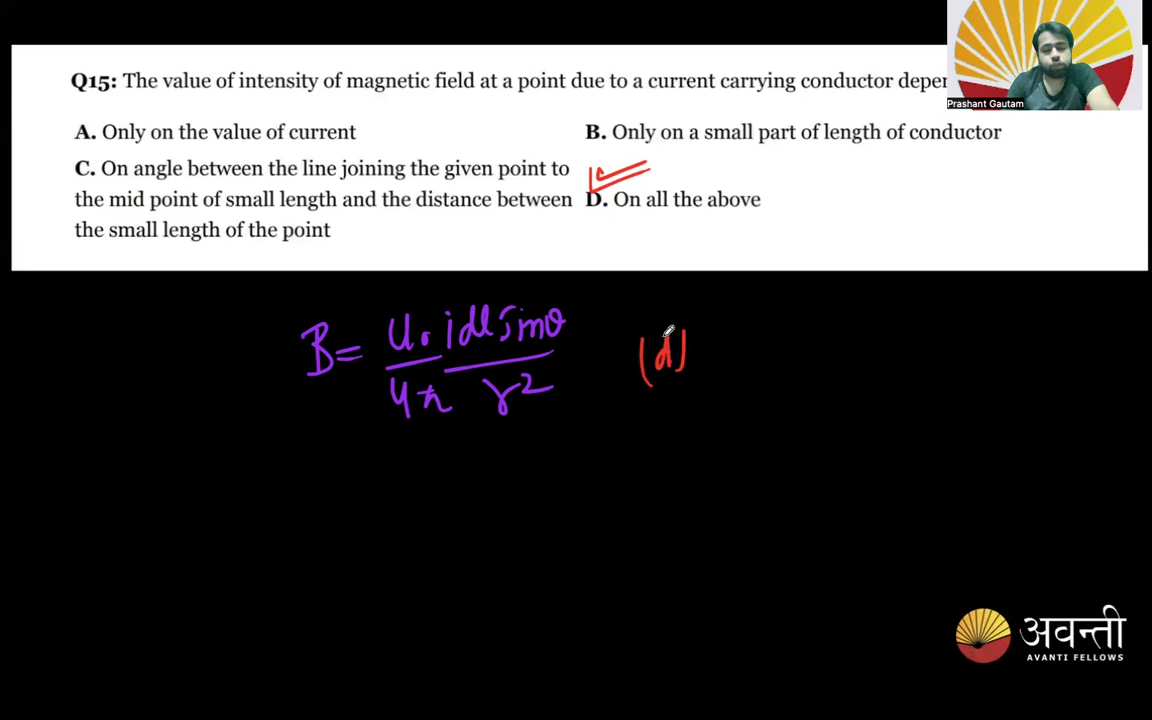 Q15: The value of intensity of magnetic field at a point due to a current carrying conductor
A. Only on the value of current
B. Only on a small part of length of conductor
C. On angle between the line joining the given point to
the mid point of small length and the distance between
the small length of the point
D. On all the above
B = u₀ idl sinθ
4π r²
(d)
Prashant Gautam
अवन्ती
AVANTI FELLOWS